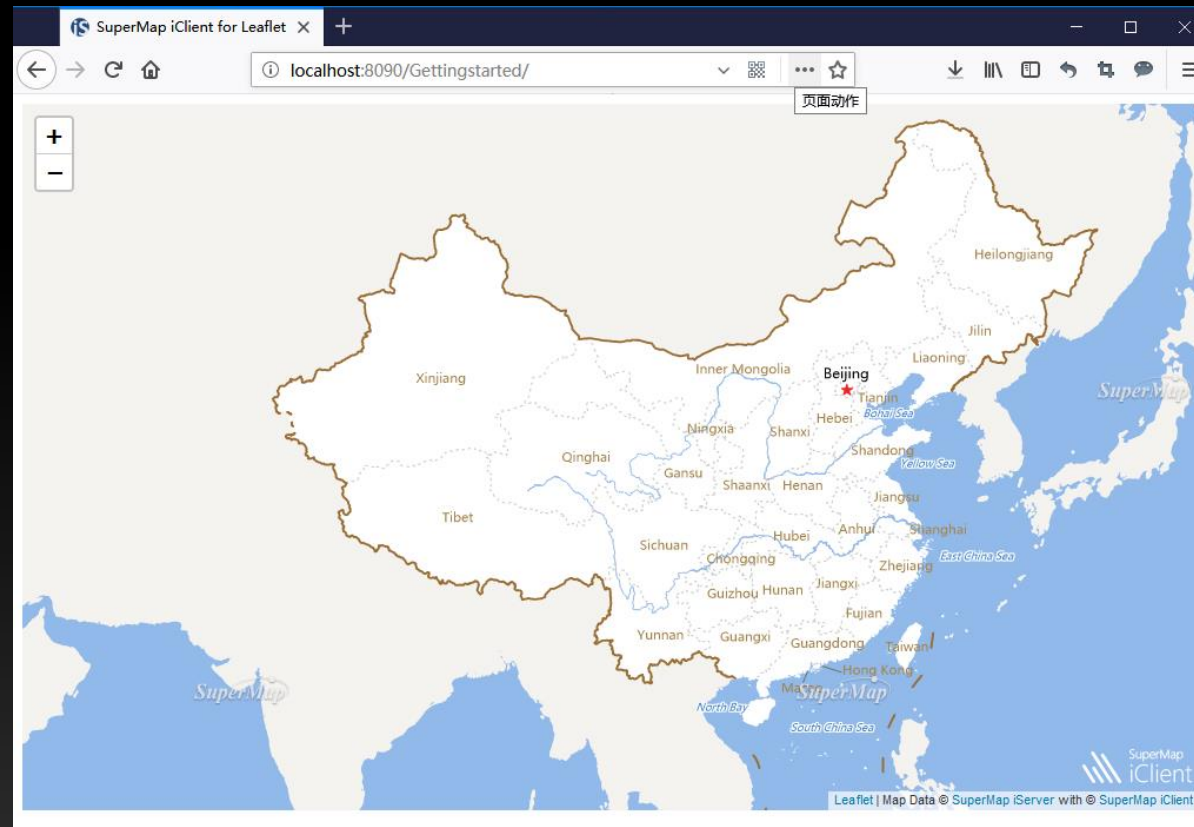 SuperMap iClient for Leaflet
localhost:8090/Gettingstarted/
页面动作
+
−
Heilongjiang
Jilin
Liaoning
Inner Mongolia
Beijing
Xinjiang
Tianjin
SuperMap
Bohai Sea
Hebei
Ningxia
Shanxi
Shandong
Qinghai
Yellow Sea
Gansu
Shaanxi
Henan
Jiangsu
Tibet
Anhui
Shanghai
Hubei
Sichuan
East China Sea
Chongqing
Zhejiang
Guizhou
Hunan
Jiangxi
Fujian
Yunnan
Guangxi
Guangdong
Taiwan
Hong Kong
SuperMap
Macao
SuperMap
North Bay
South China Sea
SuperMap
iClient
Leaflet | Map Data © SuperMap iServer with © SuperMap iClient